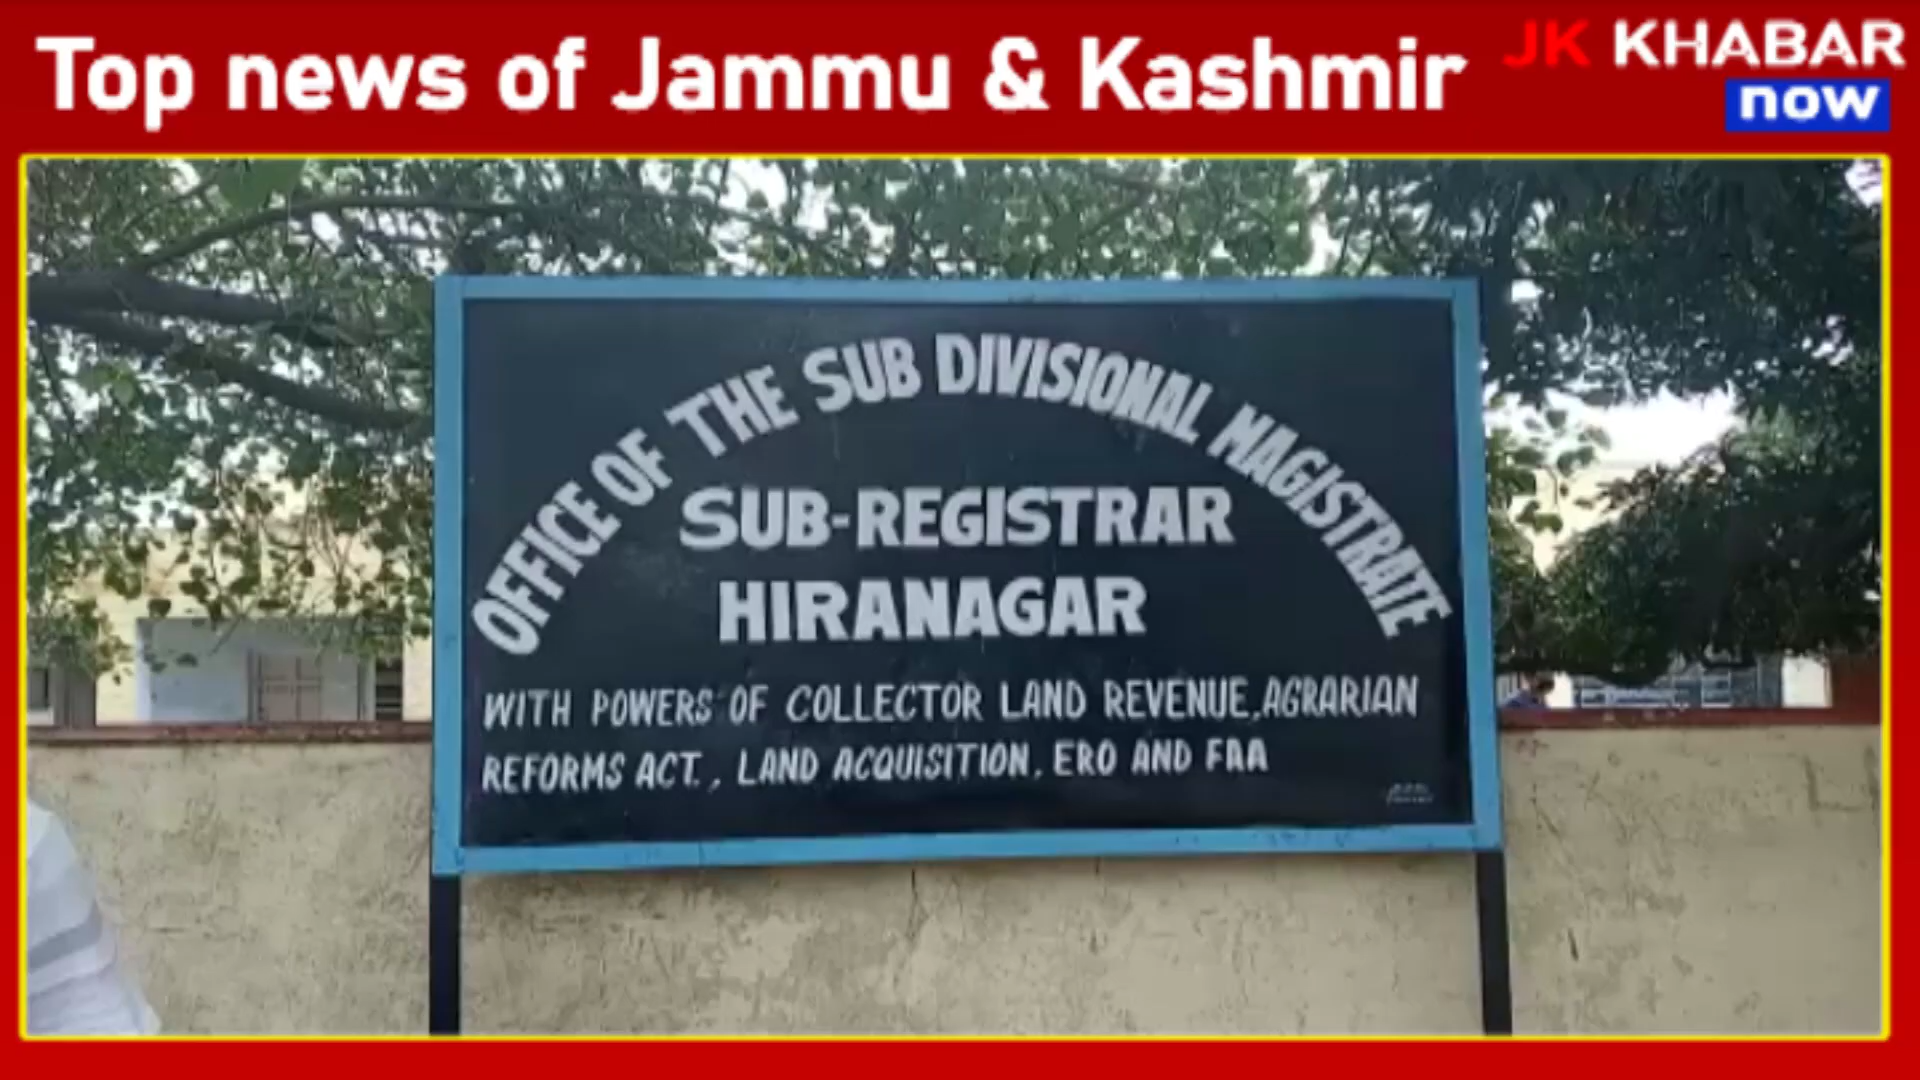 Top news of Jammu & Kashmir
JK KHABAR
now
OFFICE OF THE SUB DIVISIONAL MAGISTRATE
SUB-REGISTRAR
HIRANAGAR
WITH POWERS OF COLLECTOR LAND REVENUE, AGRARIAN
REFORMS ACT., LAND ACQUISITION, ERO AND FAA